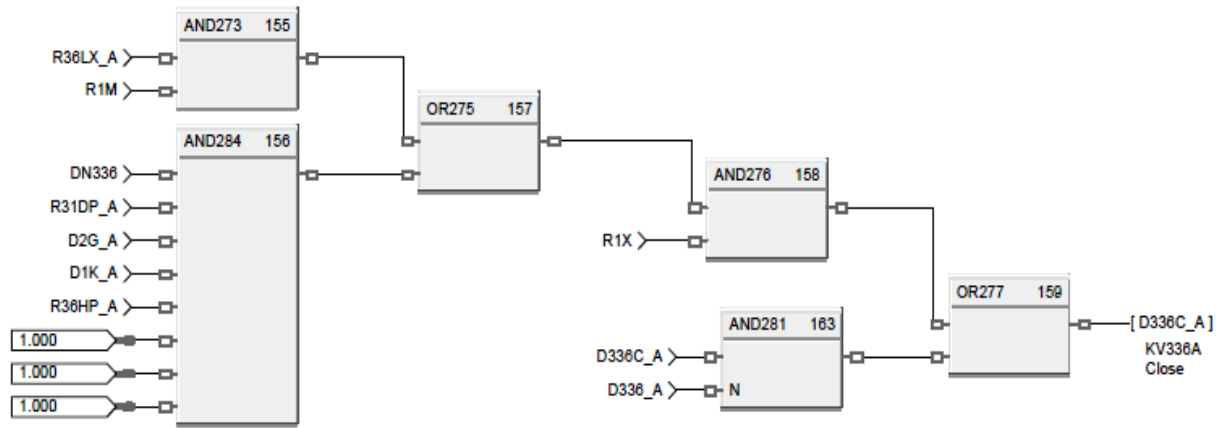 AND273 155
R36LX_A
R1M
OR275 157
AND284 156
DN336
R31DP_A
D2G_A
D1K_A
R36HP_A
1.000
1.000
1.000
AND276 158
R1X
OR277 159
AND281 163
D336C_A
D336_A
N
[ D336C_A ]
KV336A
Close